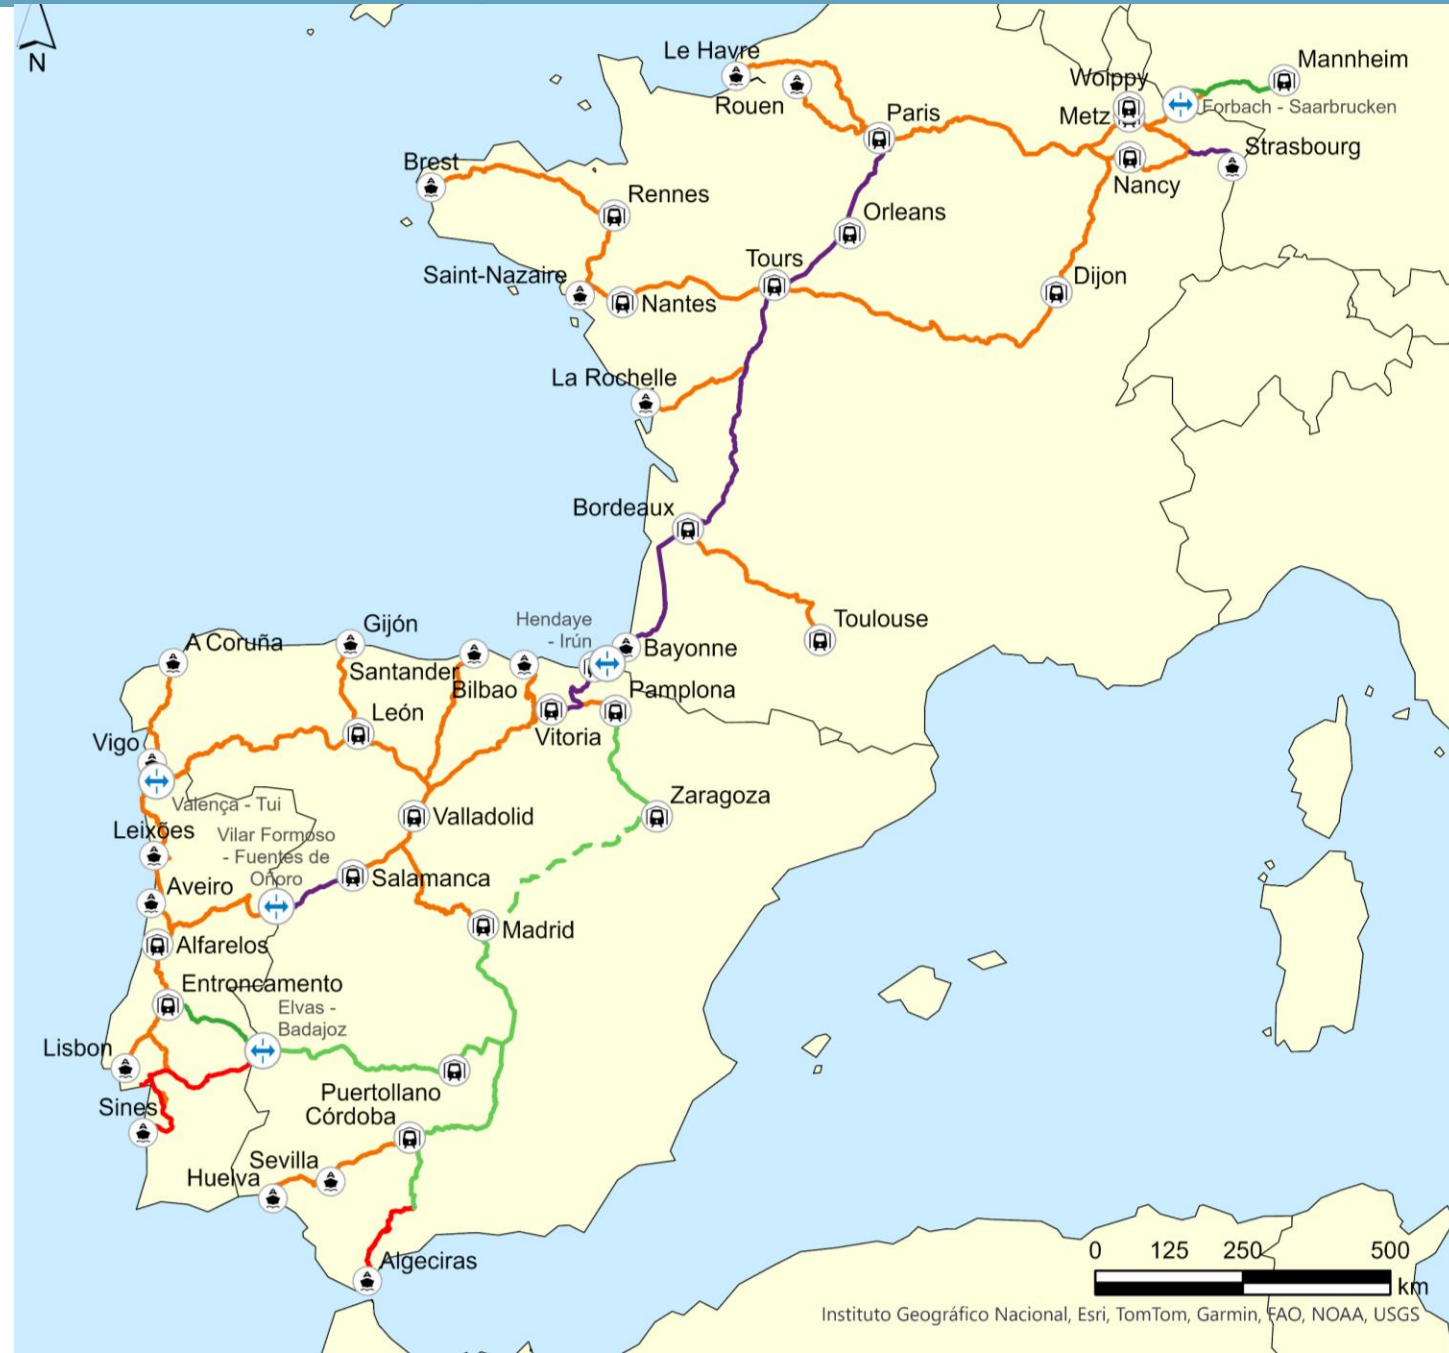 N
Le Havre
Rouen
Paris
Woippy
Metz
Mannheim
Forbach - Saarbrucken
Strasbourg
Nancy
Brest
Rennes
Orleans
Tours
Saint-Nazaire
Nantes
Dijon
La Rochelle
Bordeaux
Toulouse
Hendaye
- Irún
Bayonne
A Coruña
Gijón
Santander
Bilbao
Pamplona
León
Vitoria
Vigo
Valença - Tui
Zaragoza
Valladolid
Leixões
Vilar Formoso
- Fuentes de
Oñoro
Salamanca
Aveiro
Madrid
Alfarelos
Entroncamento
Elvas -
Badajoz
Lisbon
Puertollano
Sines
Córdoba
Sevilla
Huelva
Algeciras
0 125 250 500
km
Instituto Geográfico Nacional, Esri, TomTom, Garmin, FAO, NOAA, USGS